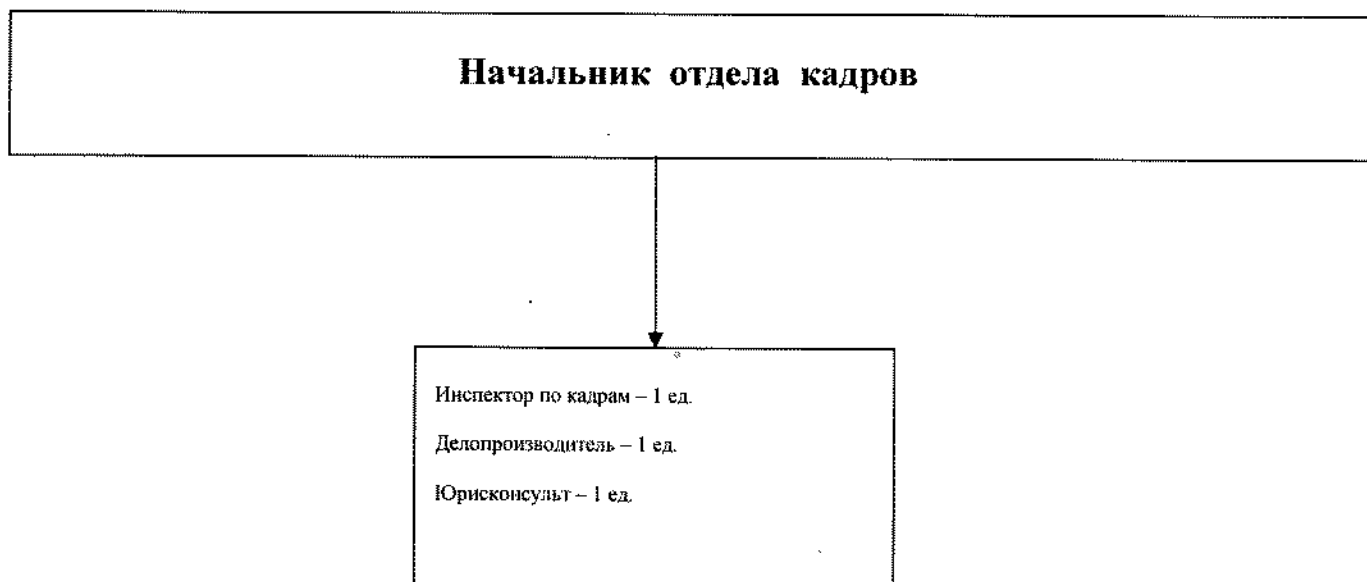 Начальник отдела кадров
Инспектор по кадрам – 1 ед.
Делопроизводитель – 1 ед.
Юрисконсульт – 1 ед.